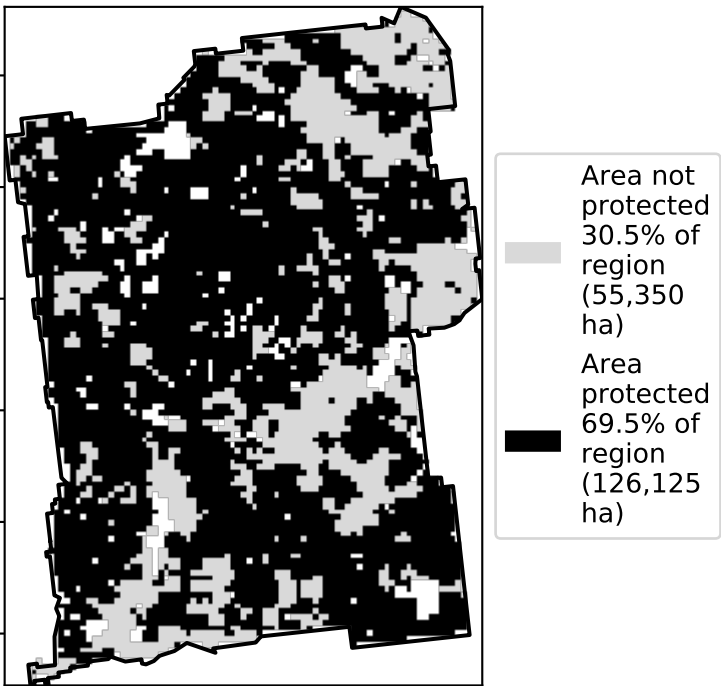 Area not
protected
30.5% of
region
(55,350
ha)
Area
protected
69.5% of
region
(126,125
ha)